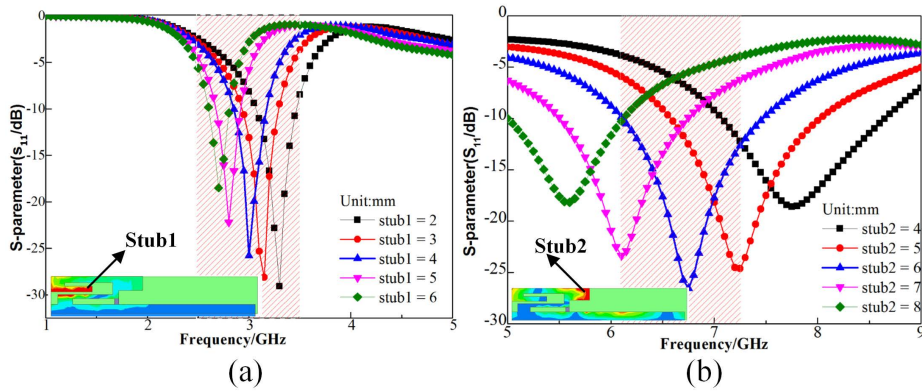 0
-5
-10
-15
-20
-25
-30
S-paremeter(s₁₁/dB)
Unit:mm
stub1 = 2
stub1 = 3
stub1 = 4
stub1 = 5
stub1 = 6
Stub1
1 2 3 4 5
Frequency/GHz
(a)
0
-5
-10
-15
-20
-25
-30
S-parameter(S₁₁/dB)
Unit:mm
stub2 = 4
stub2 = 5
stub2 = 6
stub2 = 7
stub2 = 8
Stub2
5 6 7 8 9
Frequency/GHz
(b)